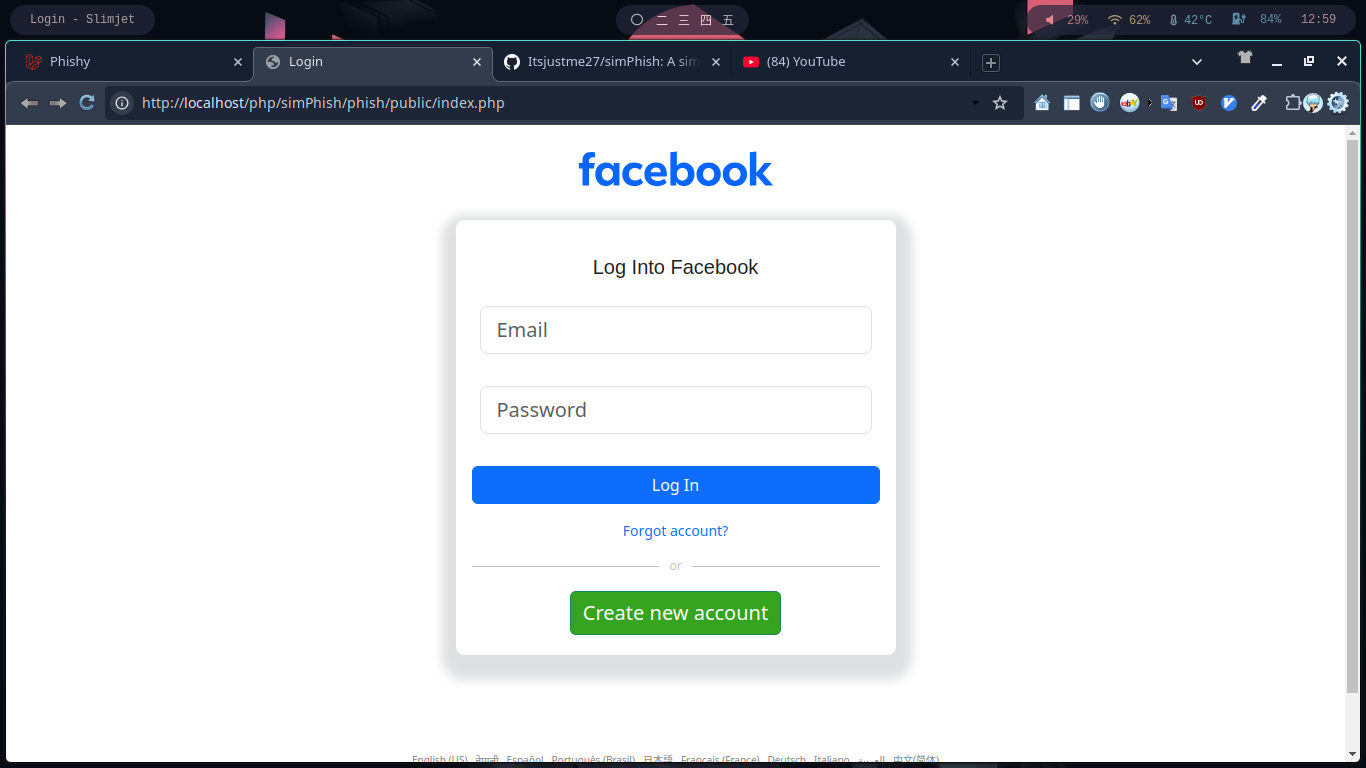 Login - Slimjet 二 三 四 五 29% 62% 42°C 84% 12:59
Phishy Login Itsjustme27/simPhish: A sim (84) YouTube
http://localhost/php/simPhish/phish/public/index.php
facebook
Log Into Facebook
Email
Password
Log In
Forgot account?
or
Create new account
English (US) नेपाली Español Português (Brasil) 日本語 Français (France) Deutsch Italiano 中文(简体)